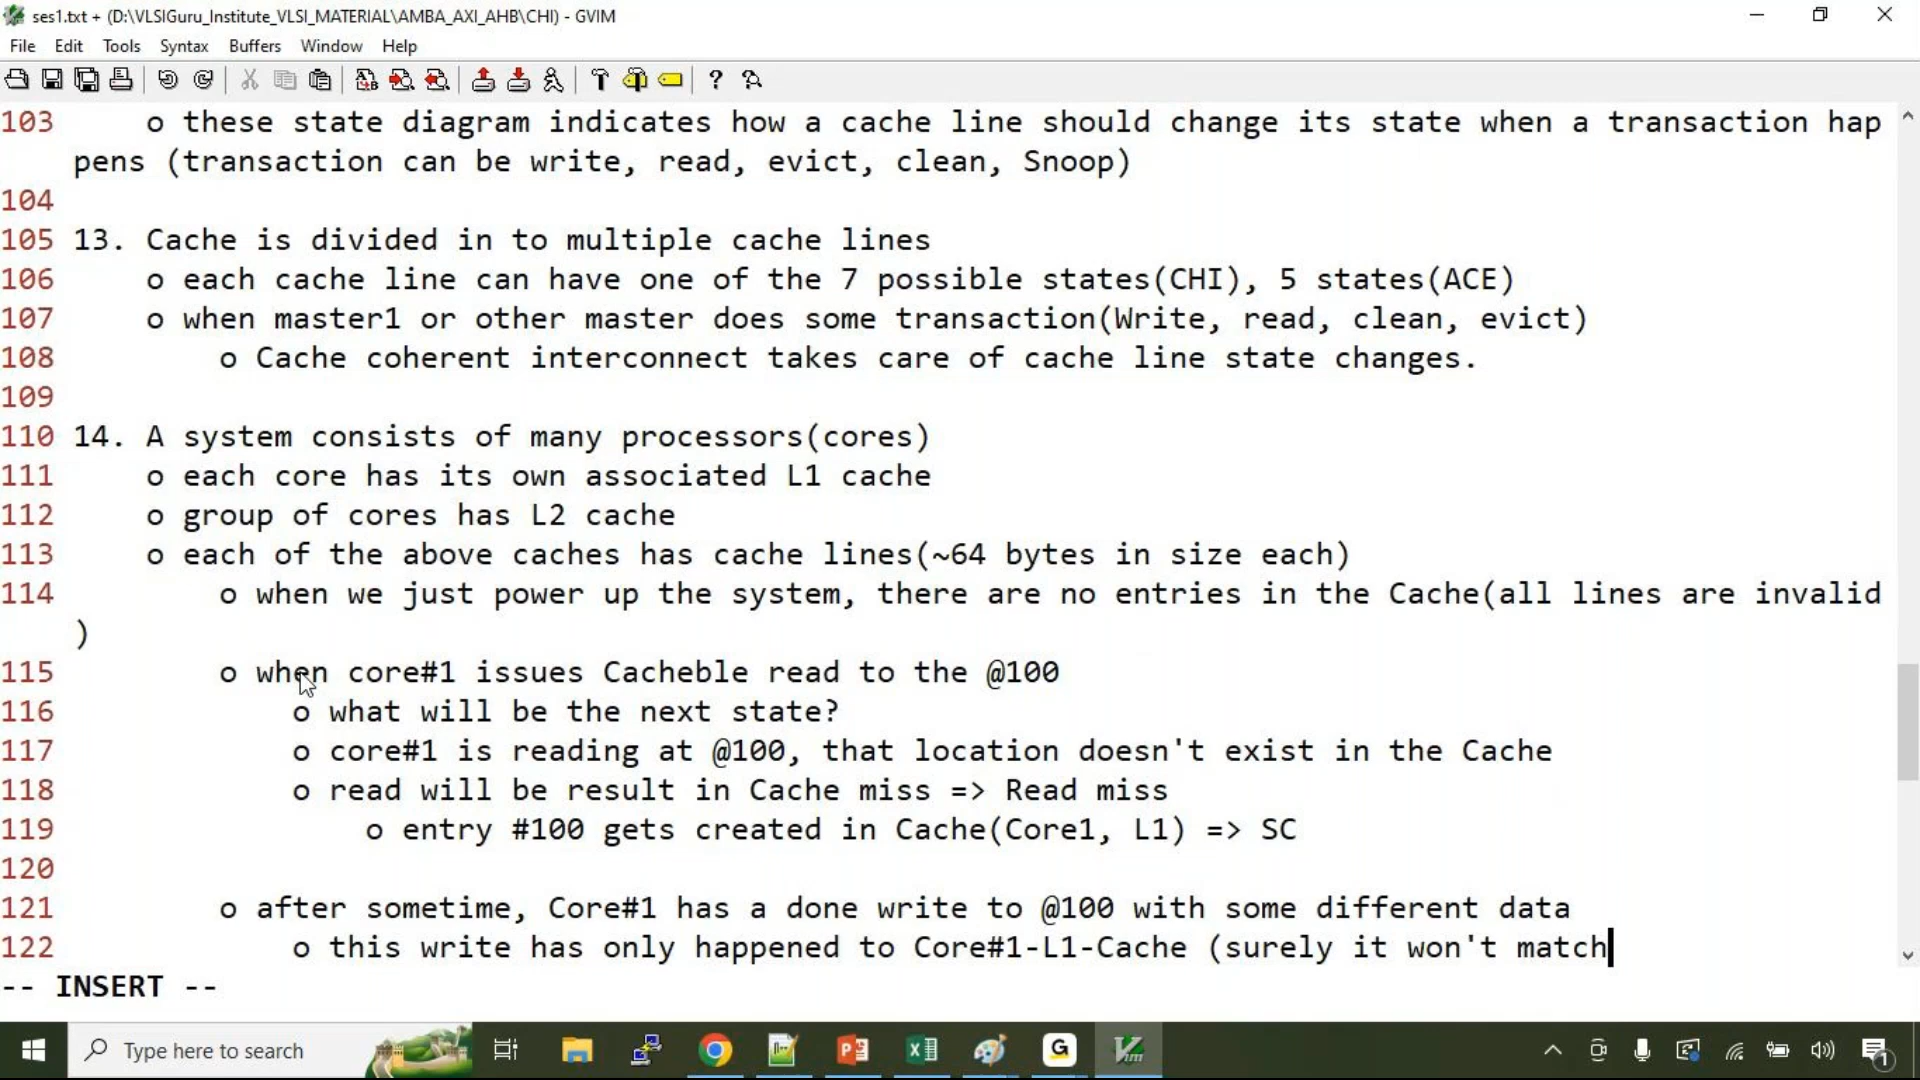 ses1.txt + (D:\VLSIGuru_Institute_VLSI_MATERIAL\AMBA_AXI_AHB\CHI) - GVIM
File Edit Tools Syntax Buffers Window Help
103 o these state diagram indicates how a cache line should change its state when a transaction hap
pens (transaction can be write, read, evict, clean, Snoop)
104
105 13. Cache is divided in to multiple cache lines
106 o each cache line can have one of the 7 possible states(CHI), 5 states(ACE)
107 o when master1 or other master does some transaction(Write, read, clean, evict)
108 o Cache coherent interconnect takes care of cache line state changes.
109
110 14. A system consists of many processors(cores)
111 o each core has its own associated L1 cache
112 o group of cores has L2 cache
113 o each of the above caches has cache lines(~64 bytes in size each)
114 o when we just power up the system, there are no entries in the Cache(all lines are invalid
)
115 o when core#1 issues Cacheble read to the @100
116 o what will be the next state?
117 o core#1 is reading at @100, that location doesn't exist in the Cache
118 o read will be result in Cache miss => Read miss
119 o entry #100 gets created in Cache(Core1, L1) => SC
120
121 o after sometime, Core#1 has a done write to @100 with some different data
122 o this write has only happened to Core#1-L1-Cache (surely it won't match
-- INSERT --
Type here to search